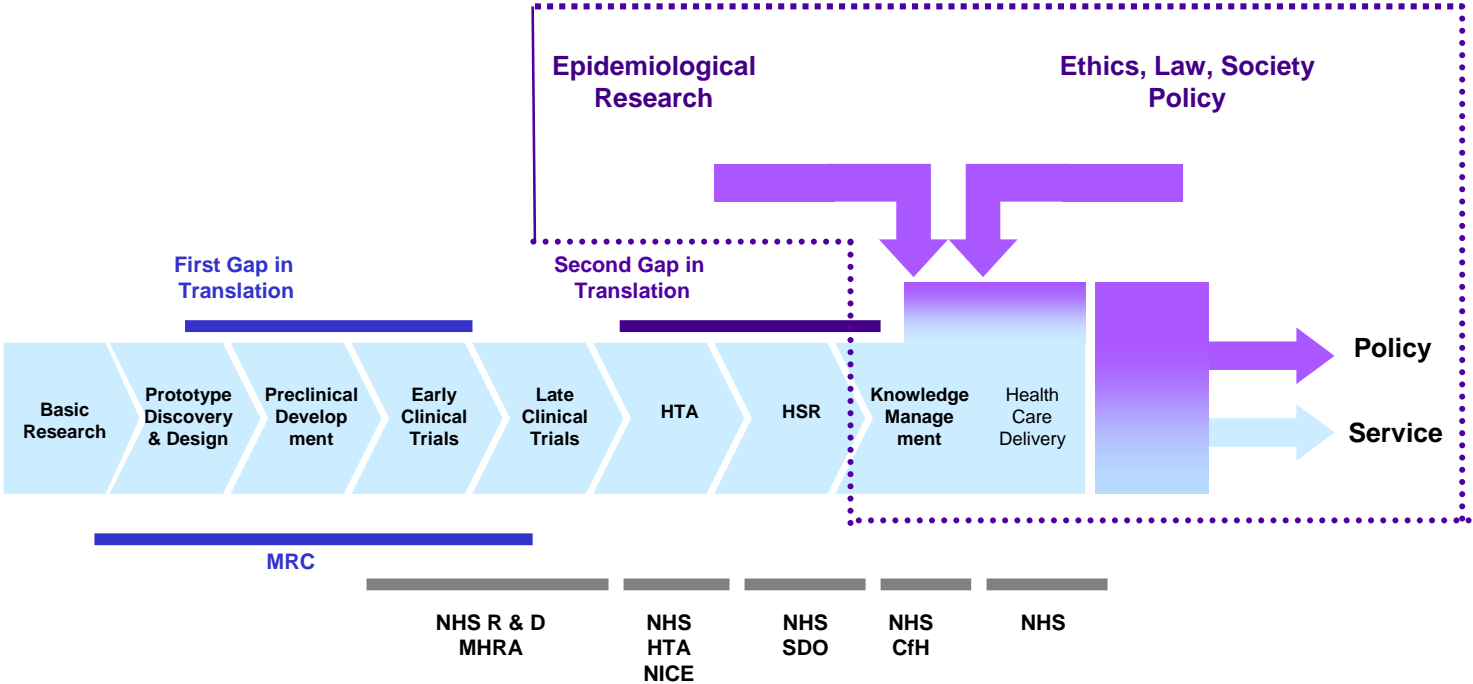 Epidemiological
Research
Ethics, Law, Society
Policy
First Gap in
Translation
Second Gap in
Translation
Basic
Research
Prototype
Discovery
& Design
Preclinical
Develop
ment
Early
Clinical
Trials
Late
Clinical
Trials
HTA
HSR
Knowledge
Manage
ment
Health
Care
Delivery
Policy
Service
MRC
NHS R & D
MHRA
NHS
HTA
NICE
NHS
SDO
NHS
CfH
NHS